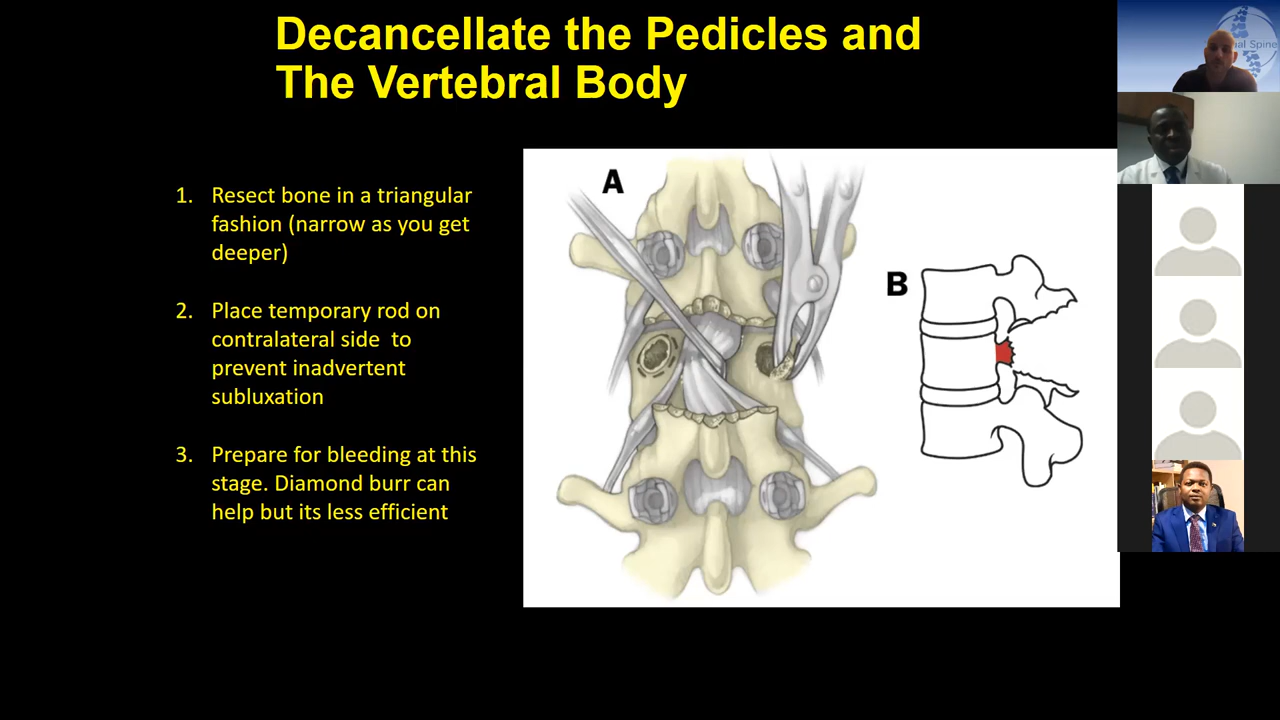 Decancellate the Pedicles and
The Vertebral Body
1. Resect bone in a triangular
fashion (narrow as you get
deeper)
2. Place temporary rod on
contralateral side to
prevent inadvertent
subluxation
3. Prepare for bleeding at this
stage. Diamond burr can
help but its less efficient
A
B
Spine